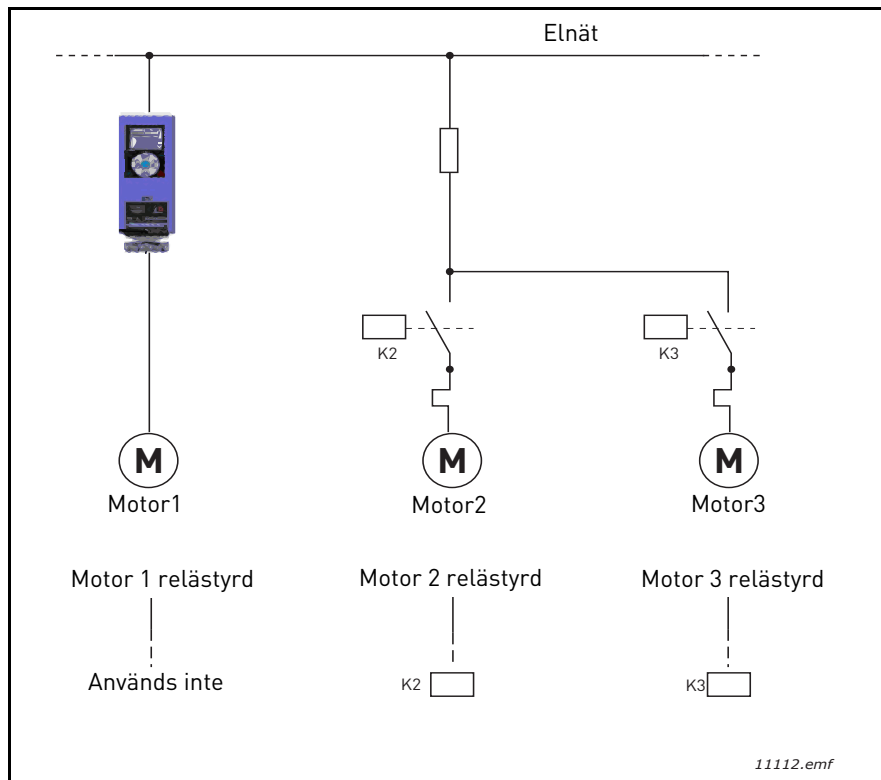 Elnät
K2
K3
M
M
M
Motor1
Motor2
Motor3
Motor 1 relästyrd
Motor 2 relästyrd
Motor 3 relästyrd
Används inte
K2
K3
11112.emf